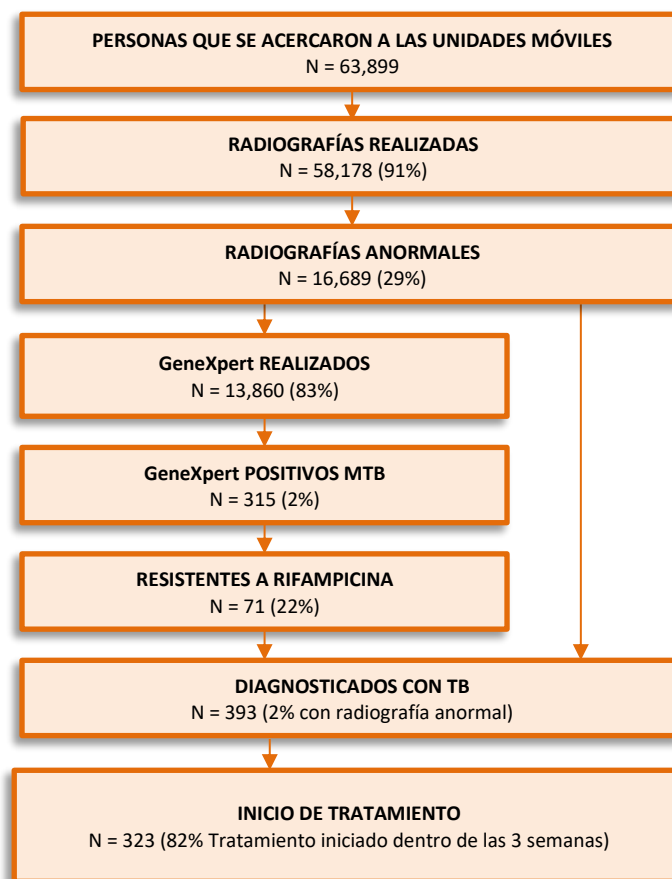 PERSONAS QUE SE ACERCARON A LAS UNIDADES MÓVILES
N = 63,899
RADIOGRAFÍAS REALIZADAS
N = 58,178 (91%)
RADIOGRAFÍAS ANORMALES
N = 16,689 (29%)
GeneXpert REALIZADOS
N = 13,860 (83%)
GeneXpert POSITIVOS MTB
N = 315 (2%)
RESISTENTES A RIFAMPICINA
N = 71 (22%)
DIAGNOSTICADOS CON TB
N = 393 (2% con radiografía anormal)
INICIO DE TRATAMIENTO
N = 323 (82% Tratamiento iniciado dentro de las 3 semanas)